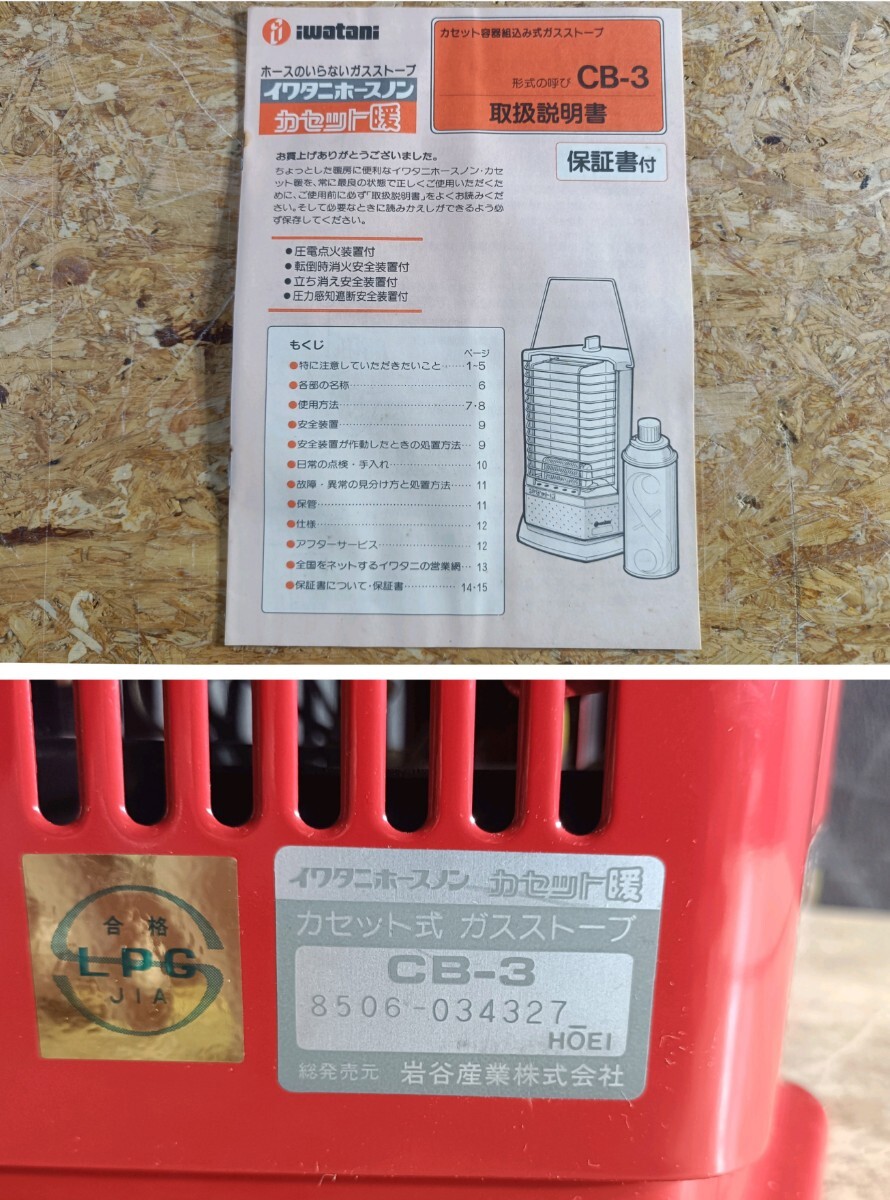 iwatani
ホースのいらないガスストーブ
イワタニホースノン
カセット暖
カセット容器組込み式ガスストーブ
形式の呼び CB-3
取扱説明書
保証書付
お買上げありがとうございました。
ちょっとした暖房に便利なイワタニホースノン・カセ
ット暖を、常に最良の状態で正しくご使用いただくた
めに、ご使用前に必ず「取扱説明書」をよくお読みくだ
さい。そして必要なときに読みかえしができるよう必
ず保存してください。
●圧電点火装置付
●転倒時消火安全装置付
●立ち消え安全装置付
●圧力感知遮断安全装置付
もくじ
ページ
●特に注意していただきたいこと……1~5
●各部の名称……6
●使用方法……7・8
●安全装置……9
●安全装置が作動したときの処置方法…9
●日常の点検・手入れ……10
●故障・異常の見分け方と処置方法……11
●保管……11
●仕様……12
●アフターサービス……12
●全国をネットするイワタニの営業網…13
●保証書について・保証書……14・15
合格
LPG
JIA
イワタニホースノン カセット暖
カセット式 ガスストーブ
CB-3
8506-034327
HŌEI
総発売元 岩谷産業株式会社